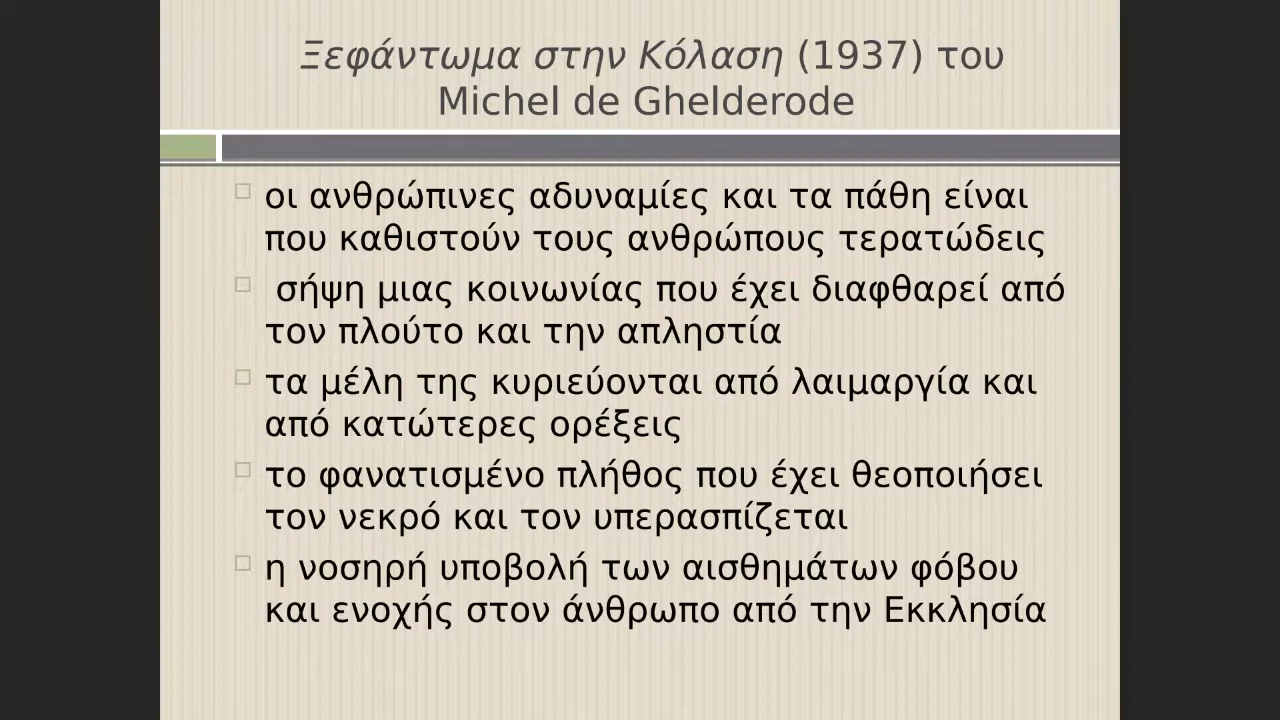 Ξεφάντωμα στην Κόλαση (1937) του
Michel de Ghelderode
οι ανθρώπινες αδυναμίες και τα πάθη είναι
που καθιστούν τους ανθρώπους τερατώδεις
σήψη μιας κοινωνίας που έχει διαφθαρεί από
τον πλούτο και την απληστία
τα μέλη της κυριεύονται από λαιμαργία και
από κατώτερες ορέξεις
το φανατισμένο πλήθος που έχει θεοποιήσει
τον νεκρό και τον υπερασπίζεται
η νοσηρή υποβολή των αισθημάτων φόβου
και ενοχής στον άνθρωπο από την Εκκλησία